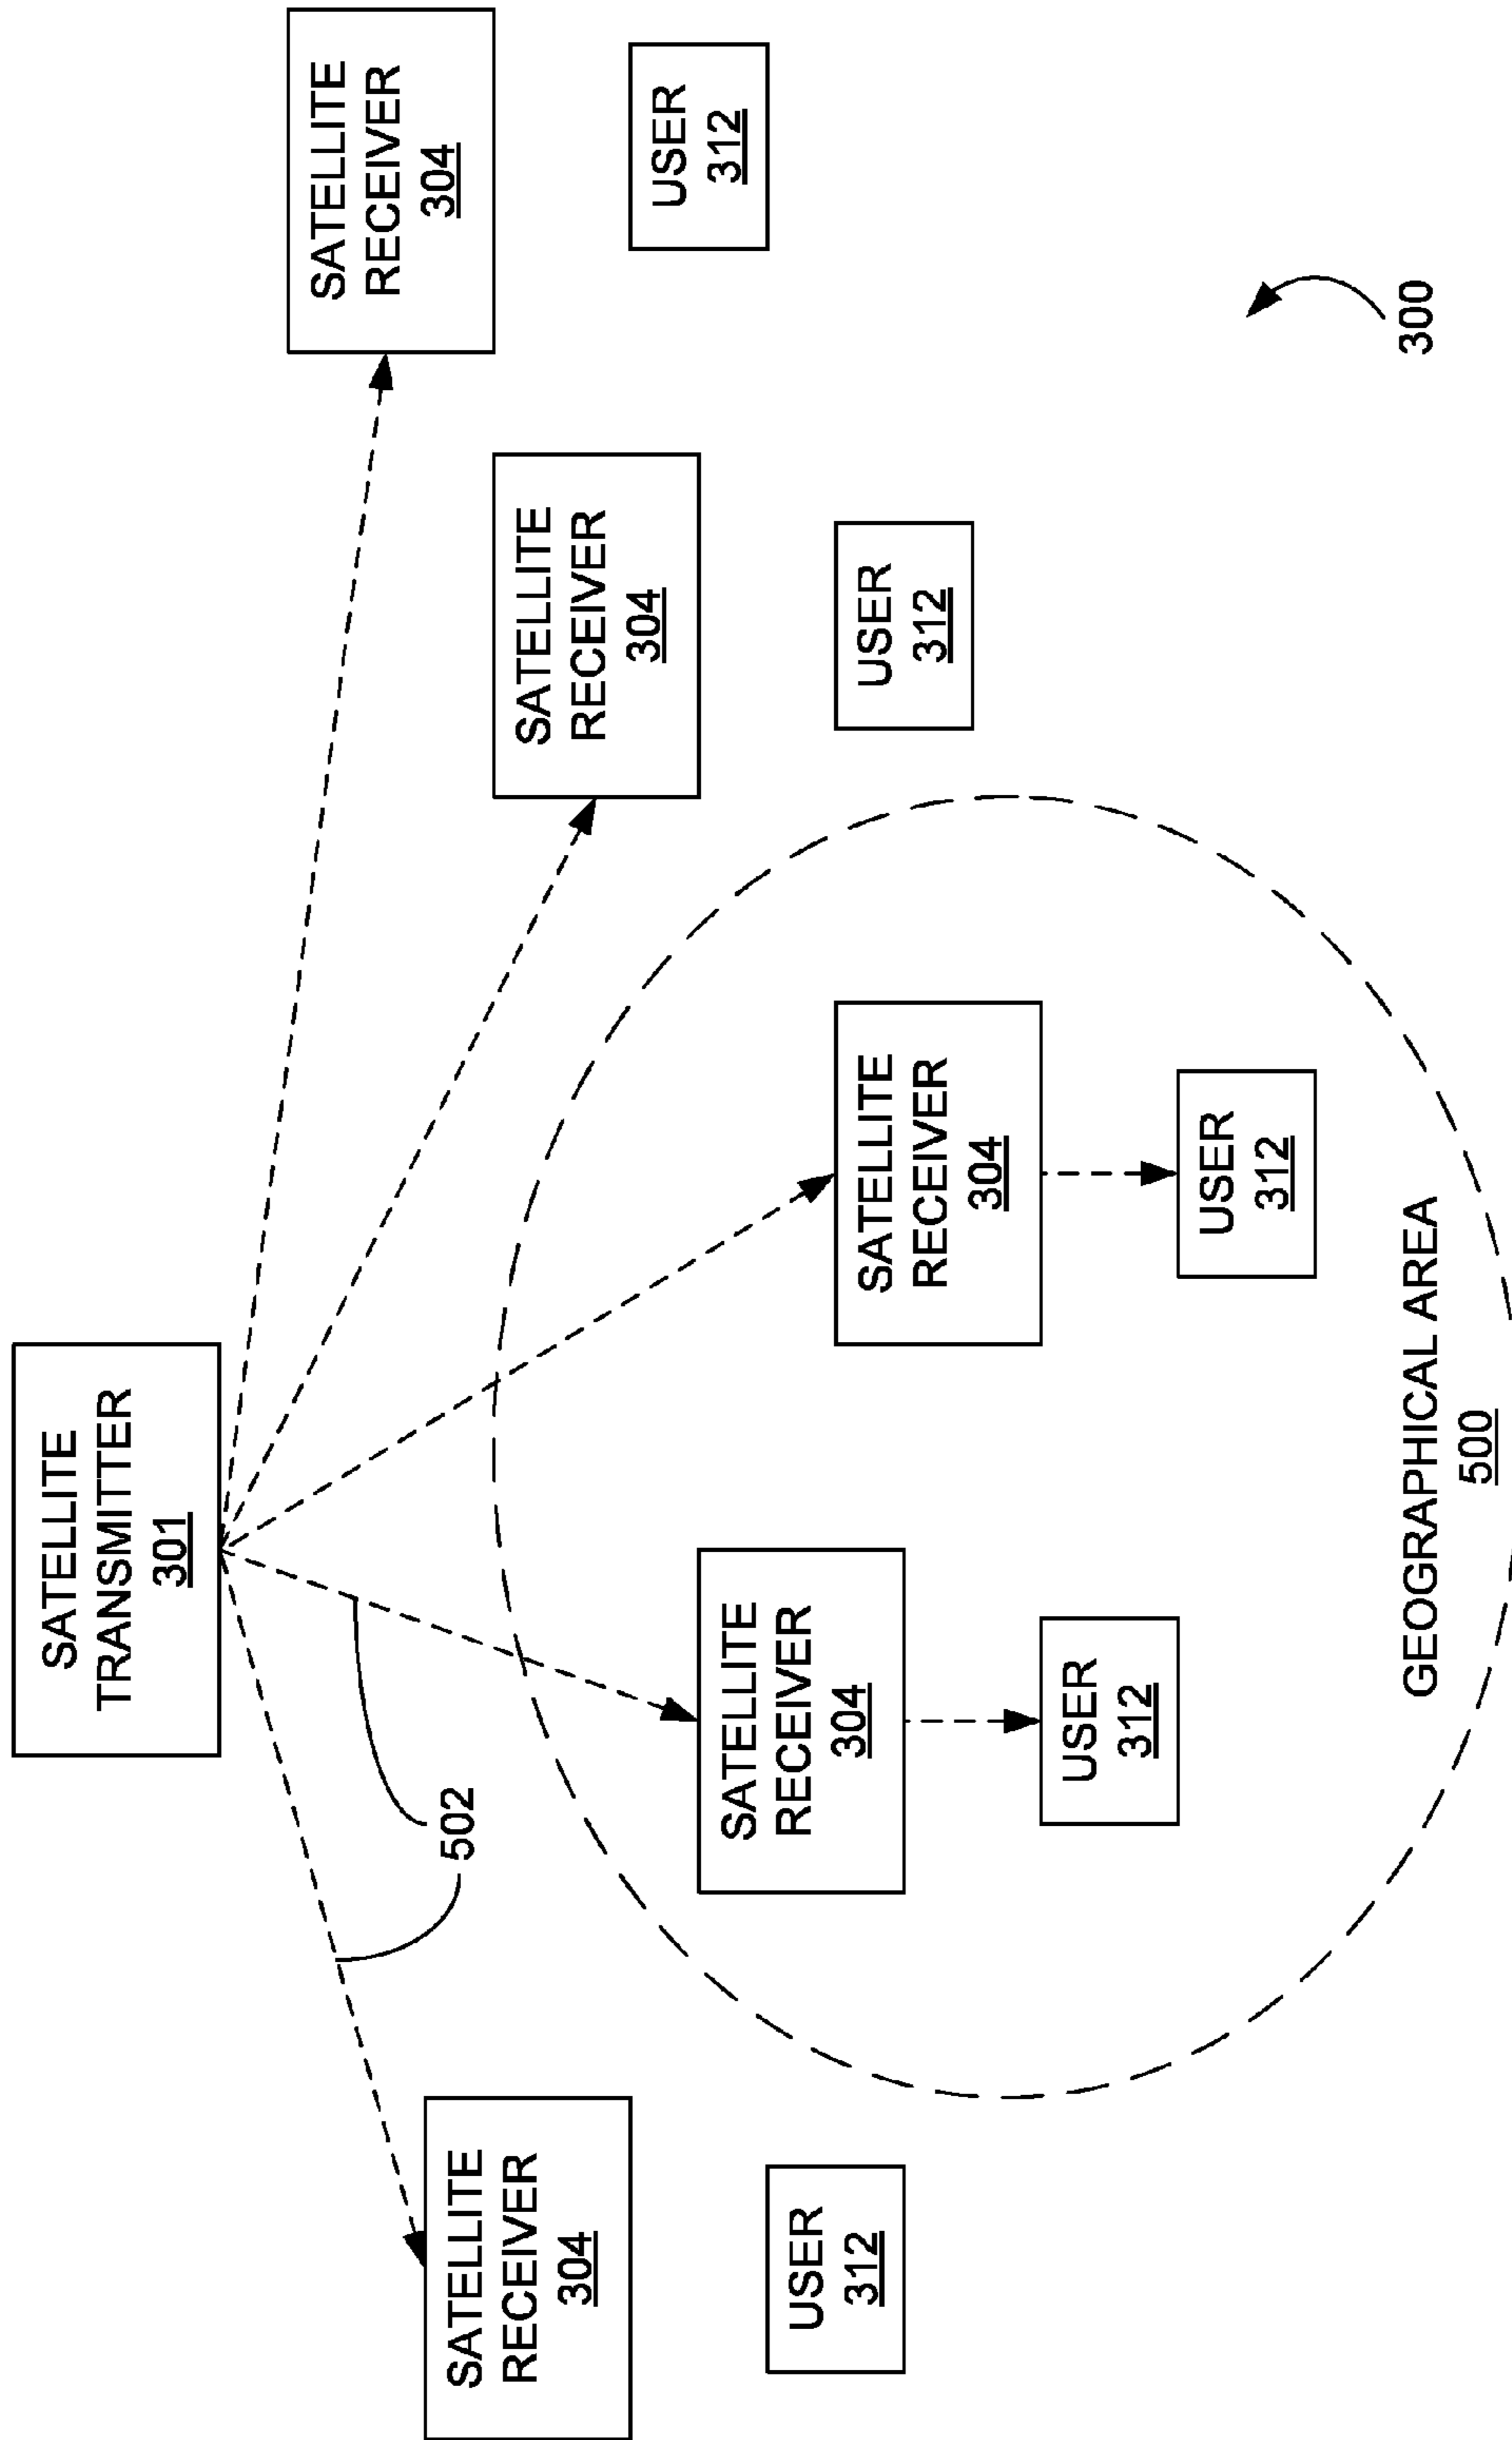 SATELLITE
TRANSMITTER
301
502
SATELLITE
RECEIVER
304
USER
312
SATELLITE
RECEIVER
304
USER
312
SATELLITE
RECEIVER
304
USER
312
SATELLITE
RECEIVER
304
USER
312
SATELLITE
RECEIVER
304
USER
312
GEOGRAPHICAL AREA
500
300